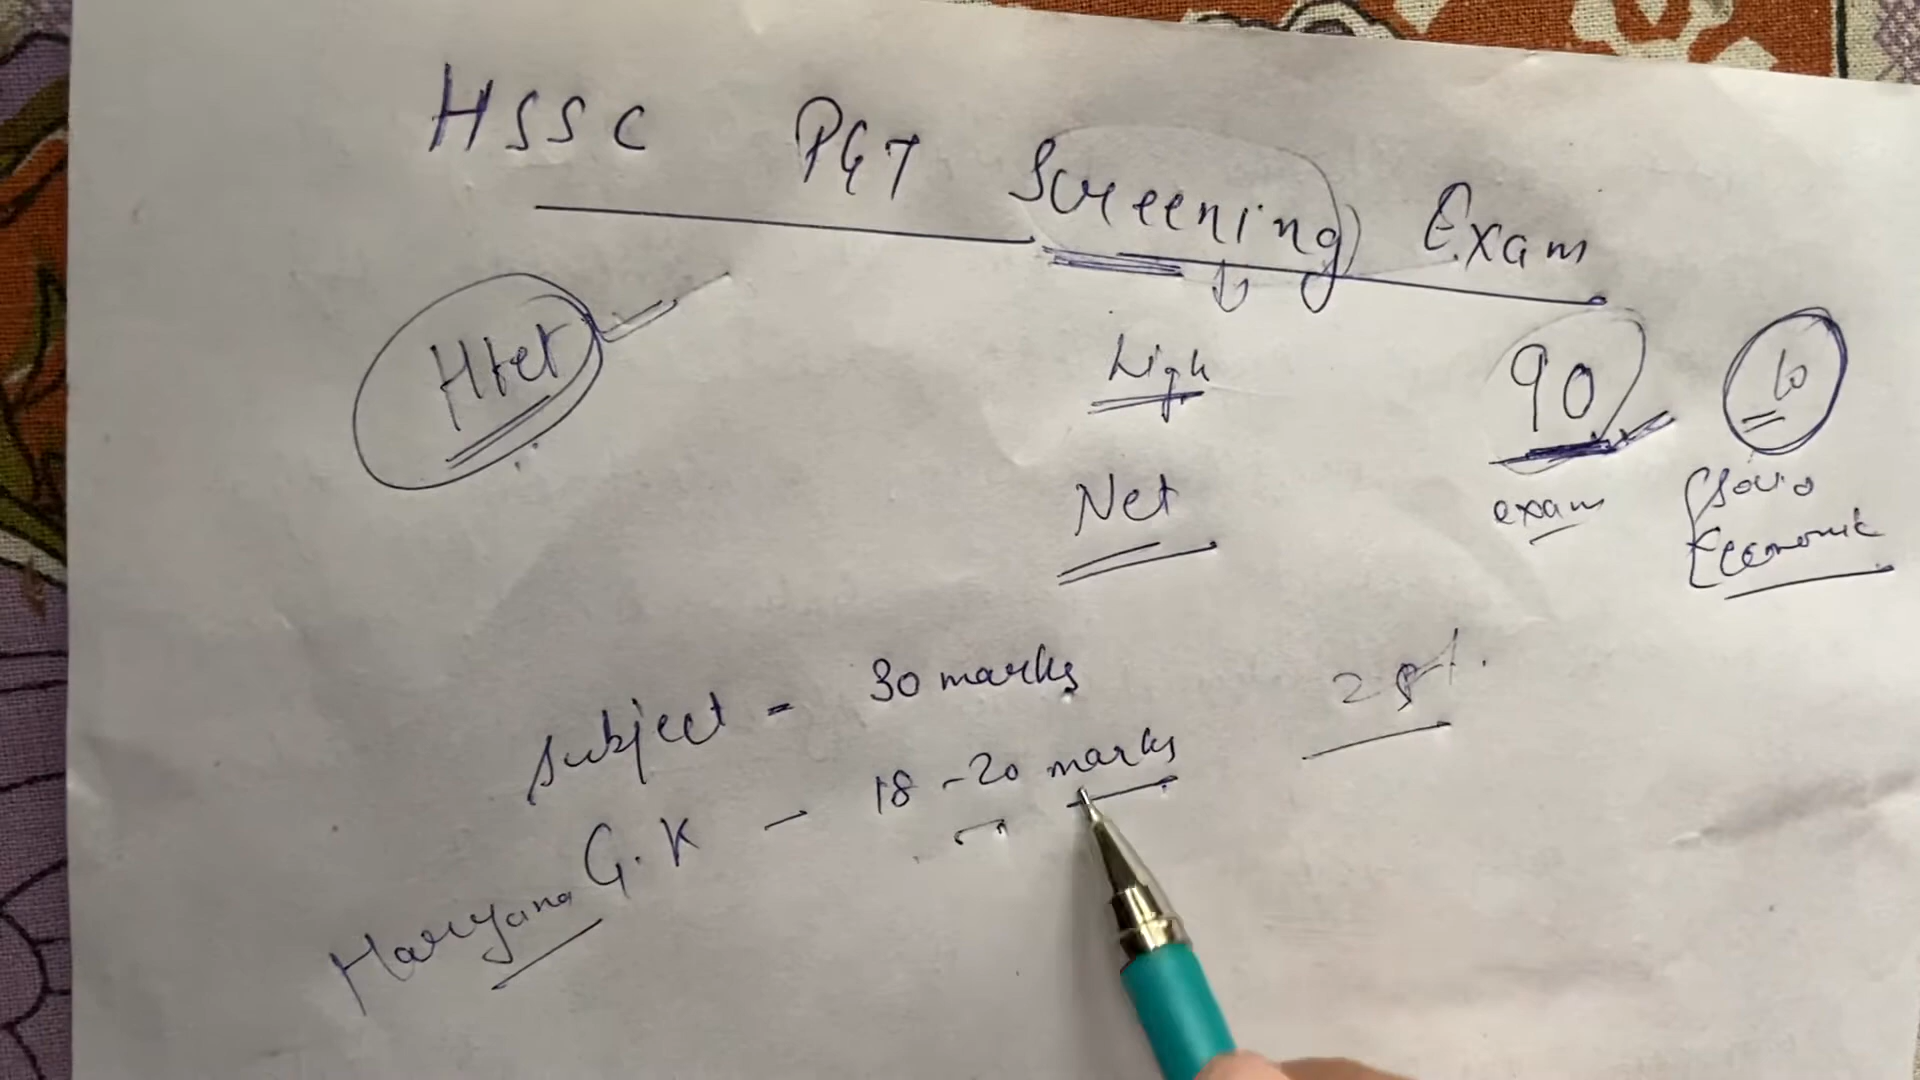 HSSC PGT Screening Exam
Htet
High
90
10
Net
exam
Socio
Economic
subject = 30 marks
Haryana G.K - 18-20 marks